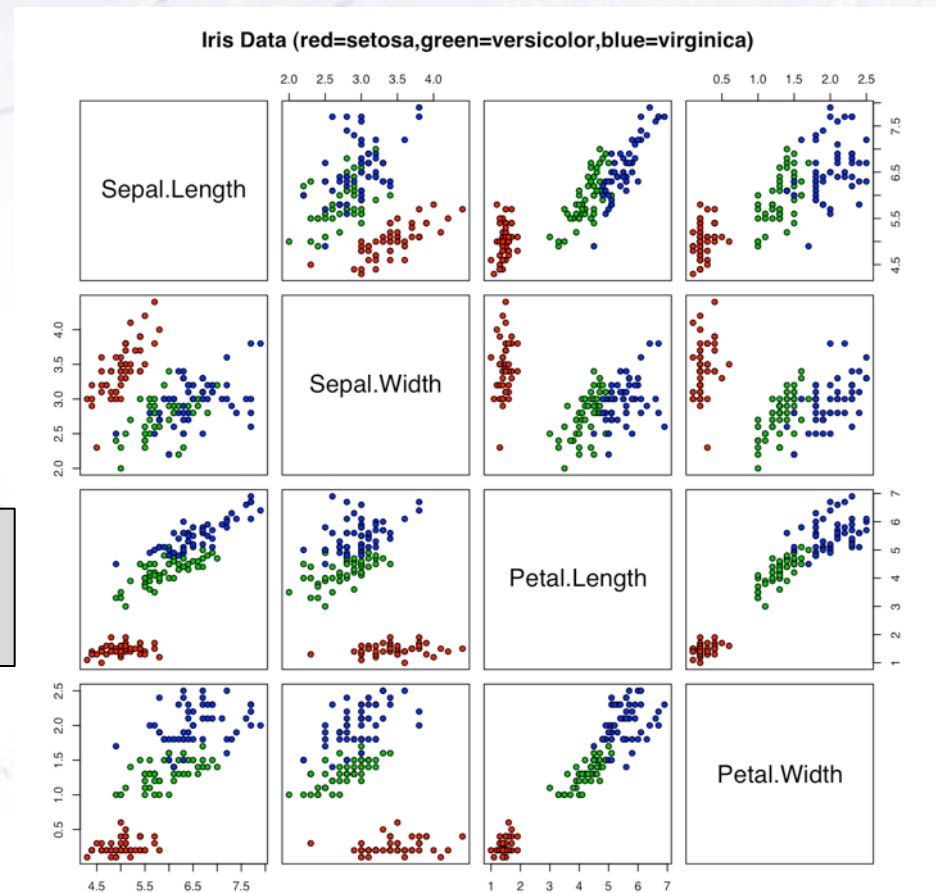 Iris Data (red=setosa,green=versicolor,blue=virginica)
2.0 2.5 3.0 3.5 4.0
0.5 1.0 1.5 2.0 2.5
Sepal.Length
4.5 5.5 6.5 7.5
2.0 2.5 3.0 3.5 4.0
Sepal.Width
Petal.Length
1 2 3 4 5 6 7
0.5 1.0 1.5 2.0 2.5
Petal.Width
4.5 5.5 6.5 7.5
1 2 3 4 5 6 7